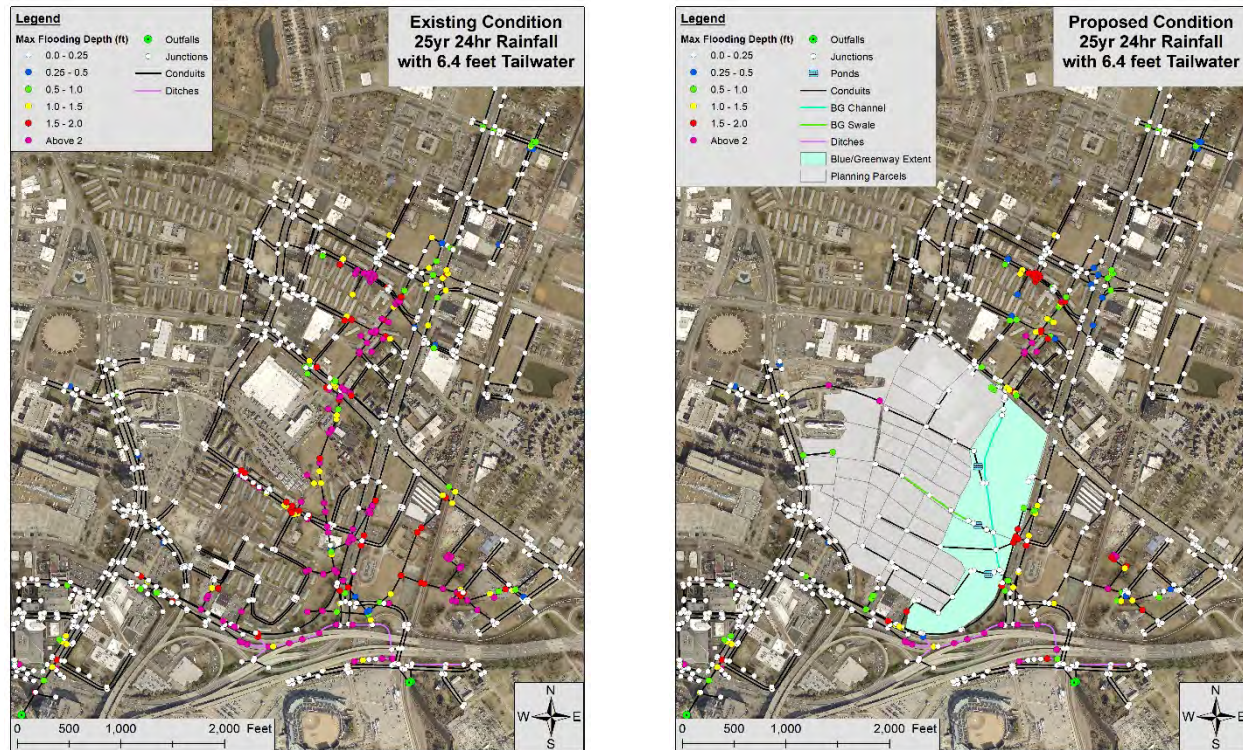 Legend
Max Flooding Depth (ft)
0.0 - 0.25
0.25 - 0.5
0.5 - 1.0
1.0 - 1.5
1.5 - 2.0
Above 2
Outfalls
Junctions
Conduits
Ditches
Existing Condition
25yr 24hr Rainfall
with 6.4 feet Tailwater
0 500 1,000 2,000 Feet
N
W E
S
Legend
Max Flooding Depth (ft)
0.0 - 0.25
0.25 - 0.5
0.5 - 1.0
1.0 - 1.5
1.5 - 2.0
Above 2
Outfalls
Junctions
Ponds
Conduits
BG Channel
BG Swale
Ditches
Blue/Greenway Extent
Planning Parcels
Proposed Condition
25yr 24hr Rainfall
with 6.4 feet Tailwater
0 500 1,000 2,000 Feet
N
W E
S